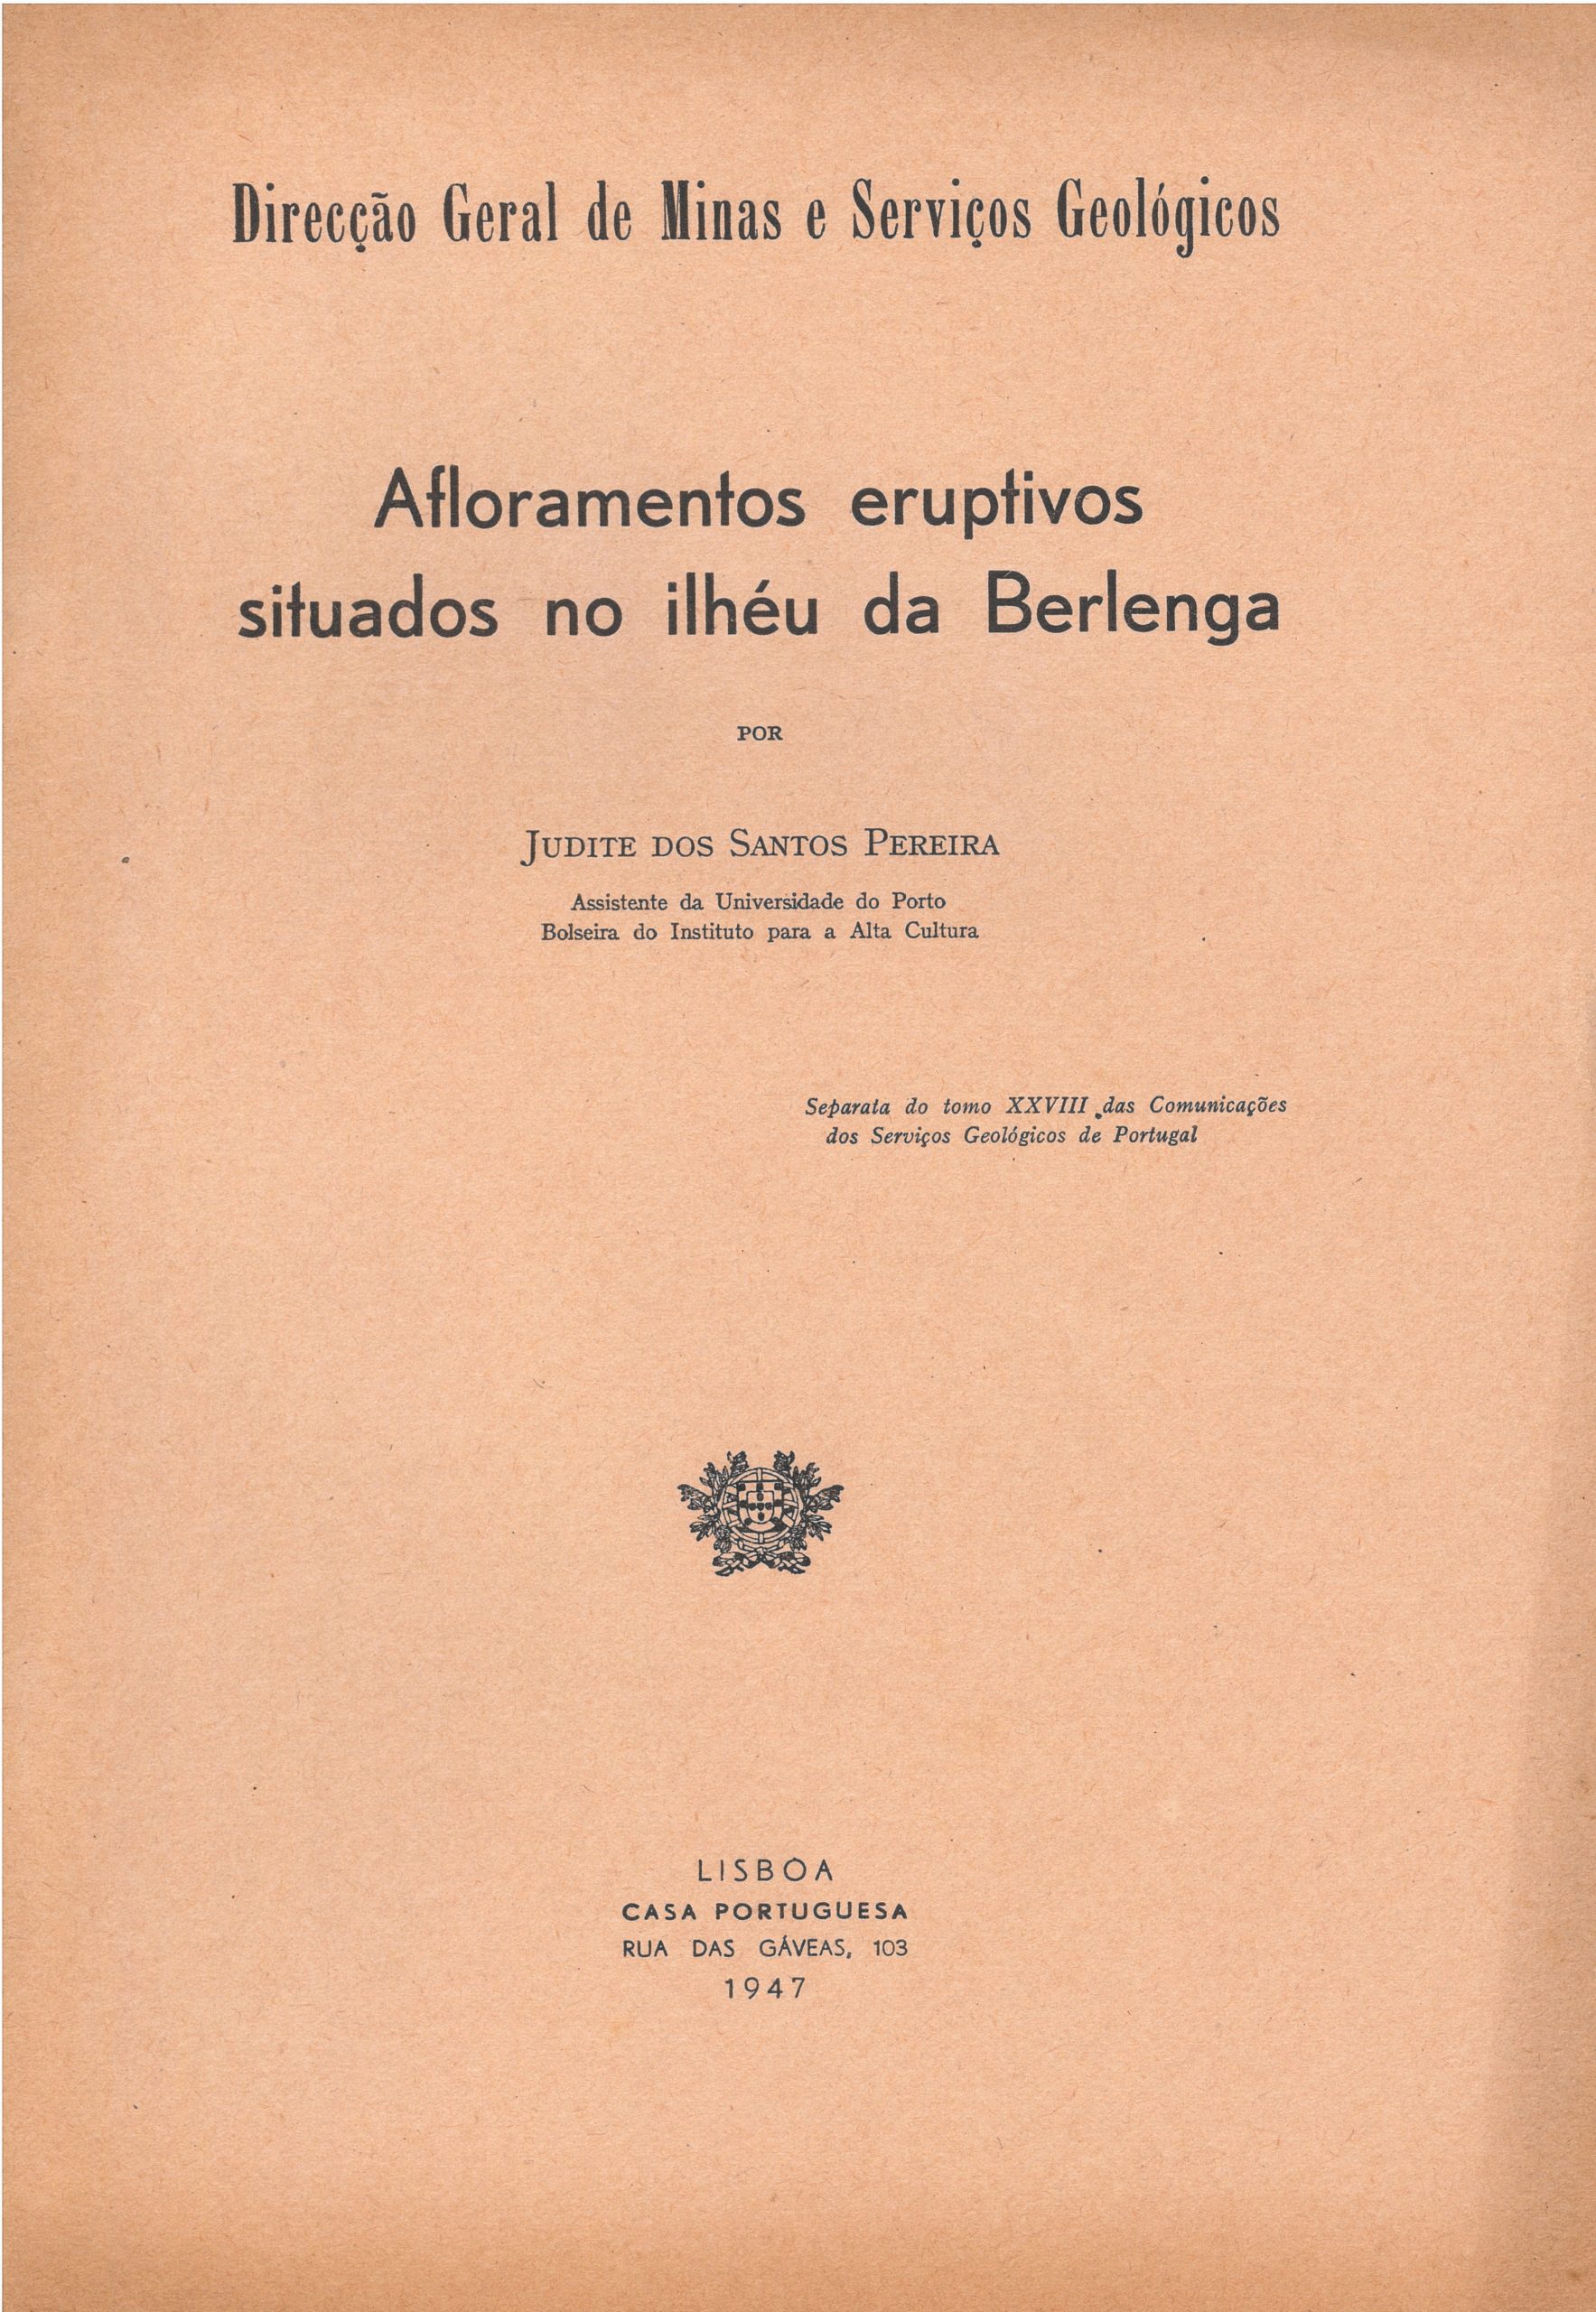 Direcção Geral de Minas e Serviços Geológicos
Afloramentos eruptivos
situados no ilhéu da Berlenga
POR
JUDITE DOS SANTOS PEREIRA
Assistente da Universidade do Porto
Bolseira do Instituto para a Alta Cultura
Separata do tomo XXVIII das Comunicações
dos Serviços Geológicos de Portugal
LISBOA
CASA PORTUGUESA
RUA DAS GÁVEAS, 103
1947